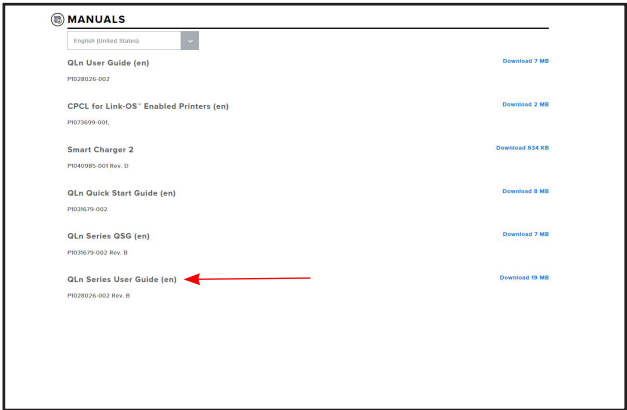 MANUALS
English (United States)
QLn User Guide (en)
Download 7 MB
P1028026-002
CPCL for Link-OS™ Enabled Printers (en)
Download 2 MB
P1073699-001,
Smart Charger 2
Download 634 KB
P1040985-001 Rev. D
QLn Quick Start Guide (en)
Download 8 MB
P1031679-002
QLn Series QSG (en)
Download 7 MB
P1031679-002 Rev. B
QLn Series User Guide (en)
Download 19 MB
P1028026-002 Rev. B